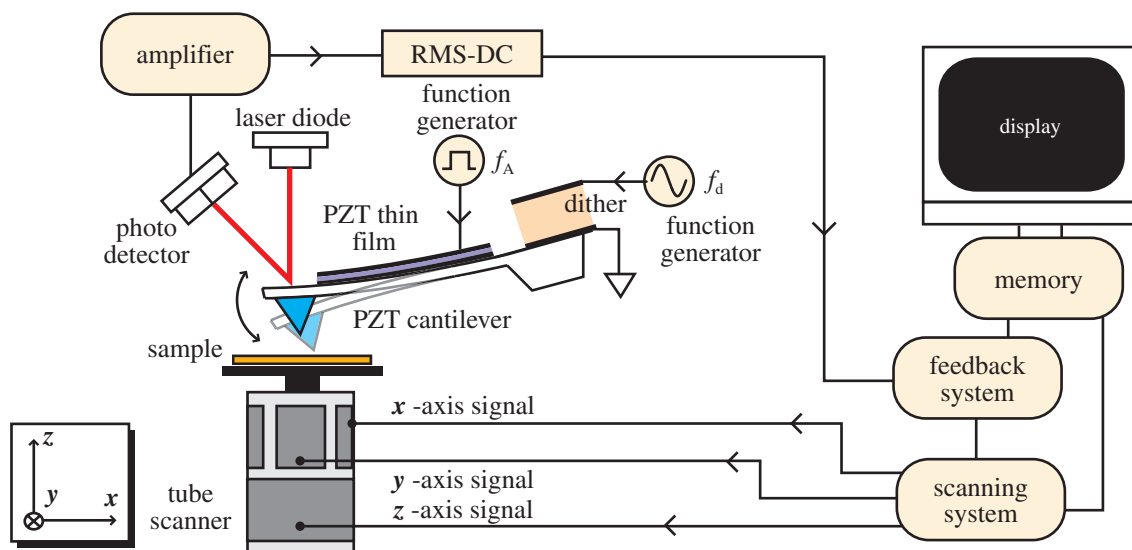 amplifier
RMS-DC
function
generator
laser diode
display
f_A
f_d
PZT thin
film
dither
function
generator
photo
detector
memory
PZT cantilever
sample
feedback
system
x -axis signal
z
y
x
tube
scanner
y -axis signal
z -axis signal
scanning
system